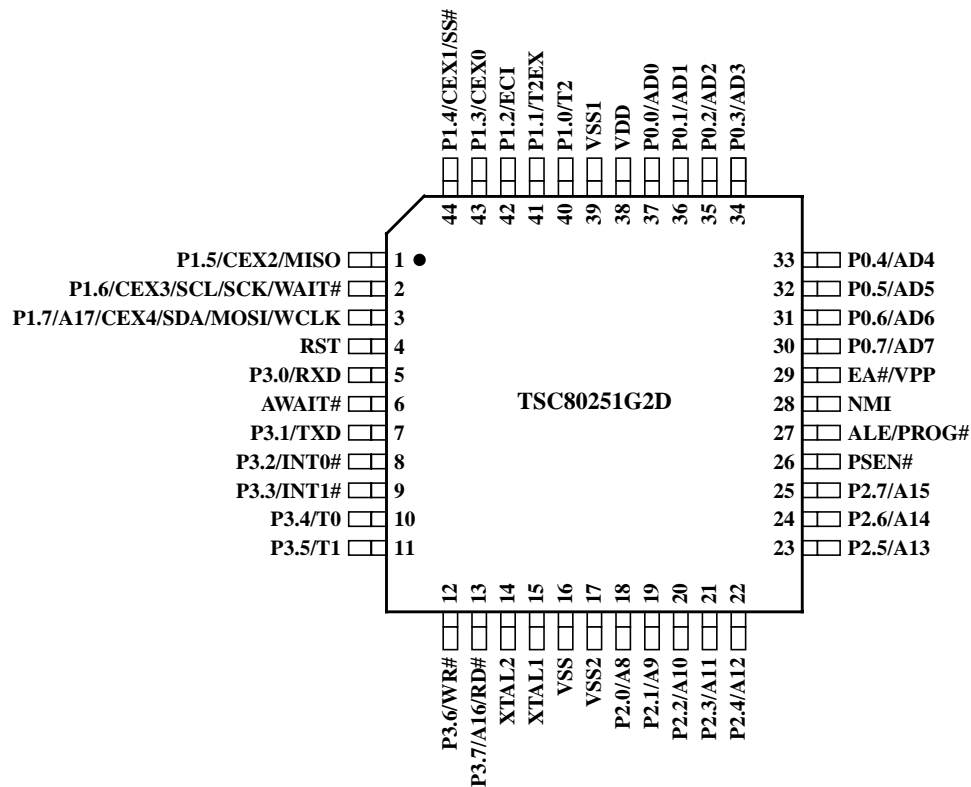 P1.4/CEX1/SS#
P1.3/CEX0
P1.2/ECI
P1.1/T2EX
P1.0/T2
VSS1
VDD
P0.0/AD0
P0.1/AD1
P0.2/AD2
P0.3/AD3
44 43 42 41 40 39 38 37 36 35 34
P1.5/CEX2/MISO 1 33 P0.4/AD4
P1.6/CEX3/SCL/SCK/WAIT# 2 32 P0.5/AD5
P1.7/A17/CEX4/SDA/MOSI/WCLK 3 31 P0.6/AD6
RST 4 30 P0.7/AD7
P3.0/RXD 5 29 EA#/VPP
AWAIT# 6 TSC80251G2D 28 NMI
P3.1/TXD 7 27 ALE/PROG#
P3.2/INT0# 8 26 PSEN#
P3.3/INT1# 9 25 P2.7/A15
P3.4/T0 10 24 P2.6/A14
P3.5/T1 11 23 P2.5/A13
12 13 14 15 16 17 18 19 20 21 22
P3.6/WR#
P3.7/A16/RD#
XTAL2
XTAL1
VSS
VSS2
P2.0/A8
P2.1/A9
P2.2/A10
P2.3/A11
P2.4/A12